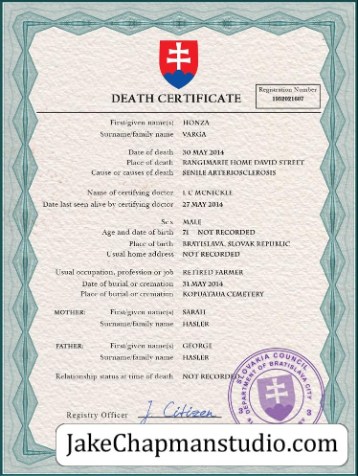 DEATH CERTIFICATE
Registration Number
1952021687
First/given name(s) HONZA
Surname/family name VARGA
Date of death 30 MAY 2014
Place of death RANGIMARIE HOME DAVID STREET
Cause or causes of death SENILE ARTERIOSCLEROSIS
Name of certifying doctor L C MCNICKLE
Date last seen alive by certifying doctor 27 MAY 2014
Sex MALE
Age and date of birth 71 NOT RECORDED
Place of birth BRATISLAVA, SLOVAK REPUBLIC
Usual home address NOT RECORDED
Usual occupation, profession or job RETIRED FARMER
Date of burial or cremation 31 MAY 2014
Place of burial or cremation KOPUATAUA CEMETERY
MOTHER: First/given name(s) SARAH
Surname/family name HASLER
FATHER: First/given name(s) GEORGE
Surname/family name HASLER
Relationship status at time of death NOT RECORDED
SLOVAKIA COUNCIL
DEPARTMENT OF BRATISLAVA CITY
Registry Officer J. Citizen
JakeChapmanstudio.com